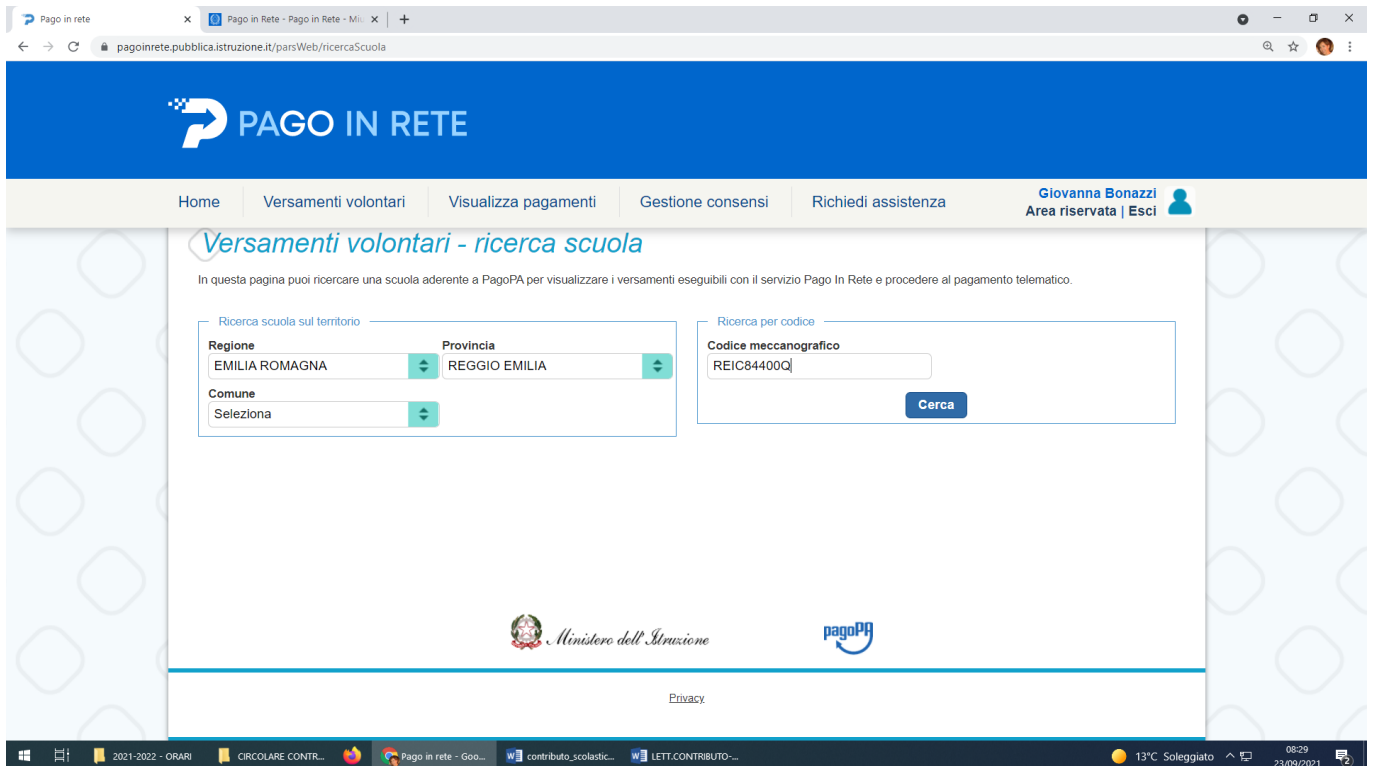 Pago in rete
Pago in Rete - Pago in Rete - Miu
pagoinrete.pubblica.istruzione.it/parsWeb/ricercaScuola
PAGO IN RETE
Home
Versamenti volontari
Visualizza pagamenti
Gestione consensi
Richiedi assistenza
Giovanna Bonazzi
Area riservata | Esci
Versamenti volontari - ricerca scuola
In questa pagina puoi ricercare una scuola aderente a PagoPA per visualizzare i versamenti eseguibili con il servizio Pago In Rete e procedere al pagamento telematico.
Ricerca scuola sul territorio
Regione
Provincia
EMILIA ROMAGNA
REGGIO EMILIA
Comune
Seleziona
Ricerca per codice
Codice meccanografico
REIC84400Q
Cerca
Ministero dell'Istruzione
pagoPA
Privacy
2021-2022 - ORARI
CIRCOLARE CONTR...
Pago in rete - Goo...
contributo_scolastic...
LETT.CONTRIBUTO-...
13°C Soleggiato
08:29
23/09/2021
2